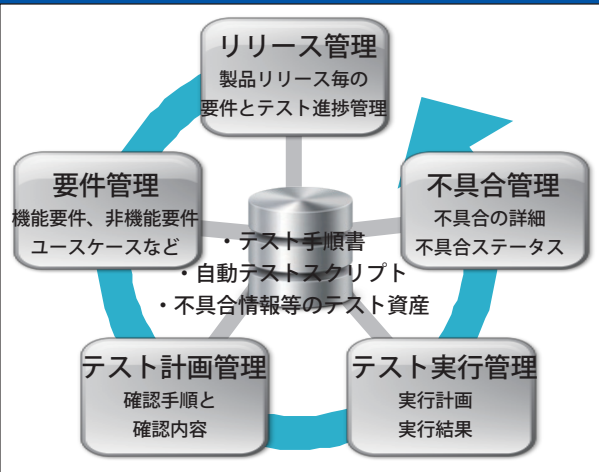 リリース管理
製品リリース毎の
要件とテスト進捗管理
要件管理
機能要件、非機能要件
ユースケースなど
不具合管理
不具合の詳細
不具合ステータス
・テスト手順書
・自動テストスクリプト
・不具合情報等のテスト資産
テスト計画管理
確認手順と
確認内容
テスト実行管理
実行計画
実行結果